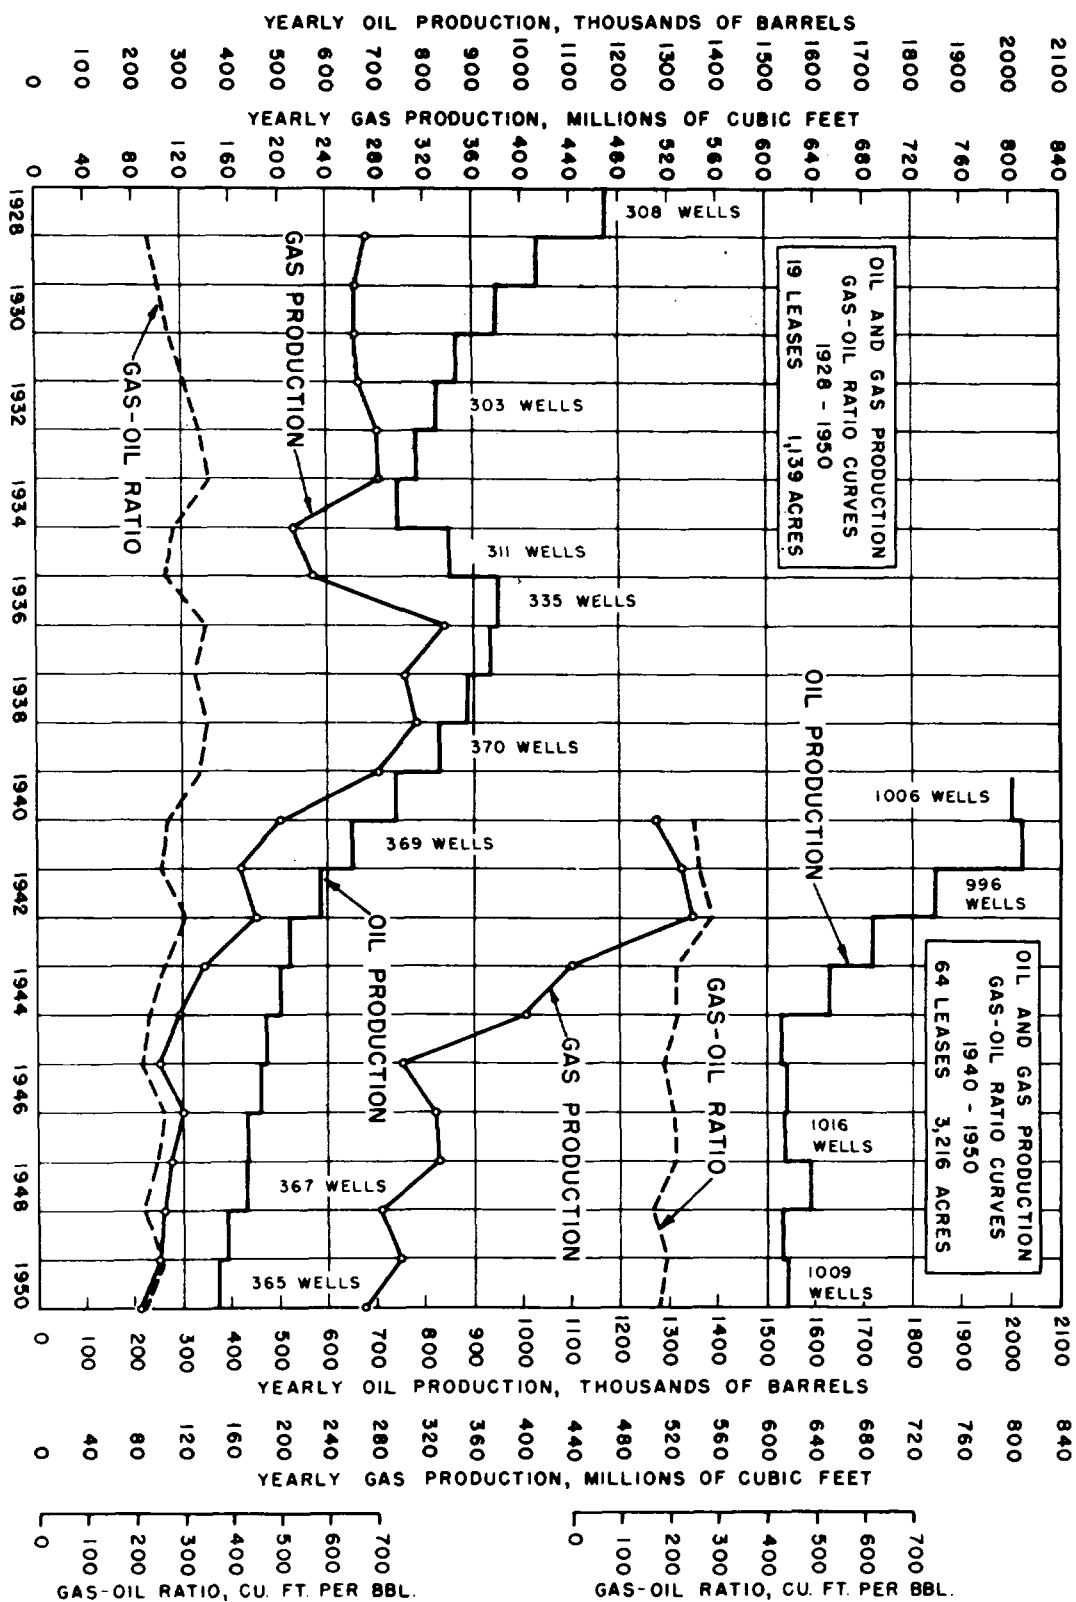 YEARLY OIL PRODUCTION, THOUSANDS OF BARRELS
0 100 200 300 400 500 600 700 800 900 1000 1100 1200 1300 1400 1500 1600 1700 1800 1900 2000 2100
YEARLY GAS PRODUCTION, MILLIONS OF CUBIC FEET
0 40 80 120 160 200 240 280 320 360 400 440 480 520 560 600 640 680 720 760 800 840
1928
1930
1932
1934
1936
1938
1940
1942
1944
1946
1948
1950
308 WELLS
303 WELLS
311 WELLS
335 WELLS
370 WELLS
369 WELLS
367 WELLS
365 WELLS
GAS PRODUCTION
GAS-OIL RATIO
OIL PRODUCTION
OIL AND GAS PRODUCTION
GAS-OIL RATIO CURVES
1928 - 1950
19 LEASES 1,139 ACRES
OIL PRODUCTION
1006 WELLS
996
WELLS
GAS-OIL RATIO
GAS PRODUCTION
1016
WELLS
1009
WELLS
OIL AND GAS PRODUCTION
GAS-OIL RATIO CURVES
1940 - 1950
64 LEASES 3,216 ACRES
0 100 200 300 400 500 600 700 800 900 1000 1100 1200 1300 1400 1500 1600 1700 1800 1900 2000 2100
YEARLY OIL PRODUCTION, THOUSANDS OF BARRELS
0 40 80 120 160 200 240 280 320 360 400 440 480 520 560 600 640 680 720 760 800 840
YEARLY GAS PRODUCTION, MILLIONS OF CUBIC FEET
0 100 200 300 400 500 600 700
GAS-OIL RATIO, CU. FT. PER BBL.
0 100 200 300 400 500 600 700
GAS-OIL RATIO, CU. FT. PER BBL.